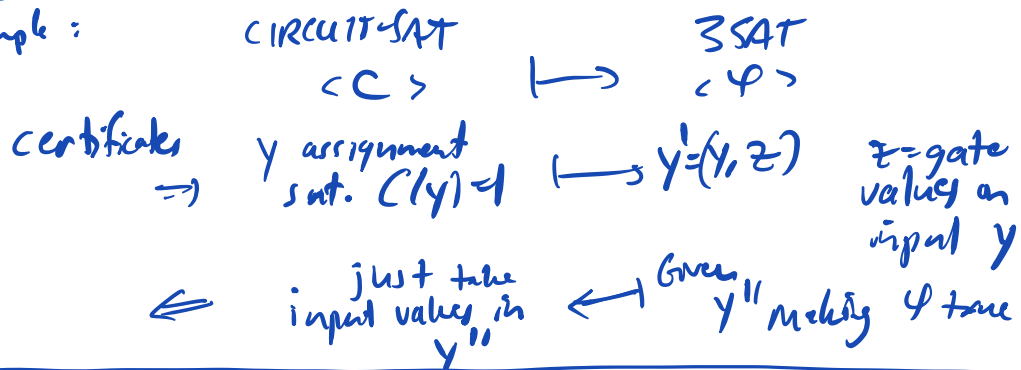 mple : CIRCUIT-SAT 3SAT
<C> ⟼ <φ>
certificates y assignment ⟼ y'=(y, z) z=gate
⇒ sat. C(y)=1 values on
input y
just take Given
⇐ input values in ⟻ y'' making φ true
y''